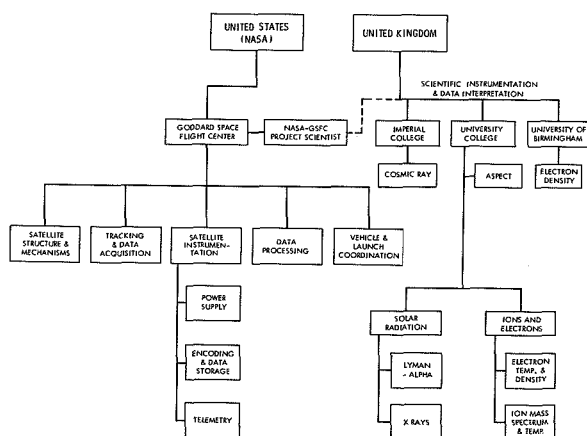 UNITED STATES
(NASA)
UNITED KINGDOM
SCIENTIFIC INSTRUMENTATION
& DATA INTERPRETATION
GODDARD SPACE
FLIGHT CENTER
NASA-GSFC
PROJECT SCIENTIST
IMPERIAL
COLLEGE
UNIVERSITY
COLLEGE
UNIVERSITY OF
BIRMINGHAM
COSMIC RAY
ASPECT
ELECTRON
DENSITY
SATELLITE
STRUCTURE &
MECHANISMS
TRACKING
& DATA
ACQUISITION
SATELLITE
INSTRUMEN-
TATION
DATA
PROCESSING
VEHICLE &
LAUNCH
COORDINATION
POWER
SUPPLY
ENCODING
& DATA
STORAGE
TELEMETRY
SOLAR
RADIATION
IONS AND
ELECTRONS
LYMAN
- ALPHA
ELECTRON
TEMP. &
DENSITY
X RAYS
ION MASS
SPECTRUM
& TEMP.